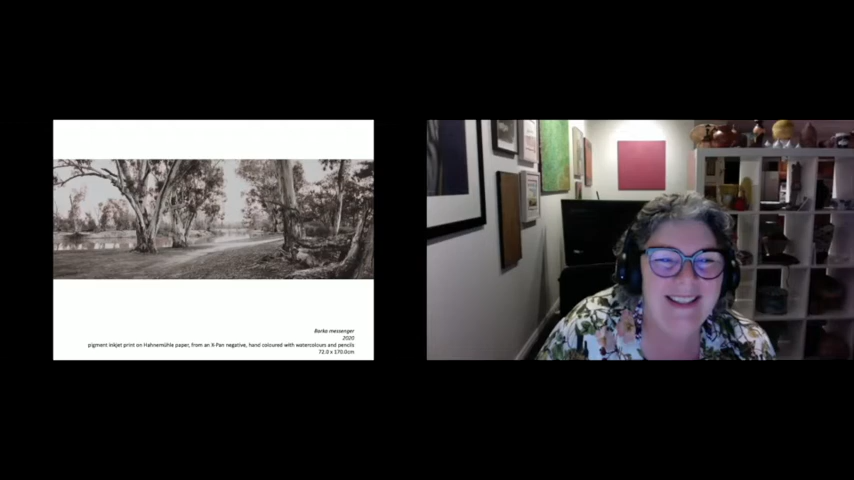 Barka messenger
2020
pigment inkjet print on Hahnemühle paper, from an X-Pan negative, hand coloured with watercolours and pencils
72.0 x 170.0cm